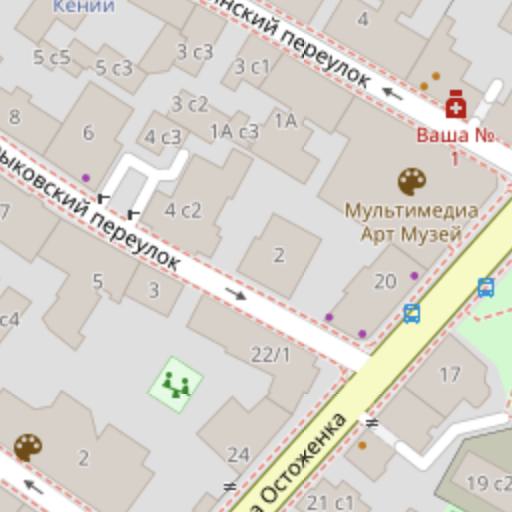 Кении
нский переулок
4
3 с3
5 с5
5 с3
3 с1
3 с2
8
6
4 с3
1А с3
1А
Ваша №
1
Мультимедиа
Арт Музей
рыковский переулок
7
4 с2
2
20
5
3
с4
22/1
17
24
2
а Остоженка
21 с1
19 с2